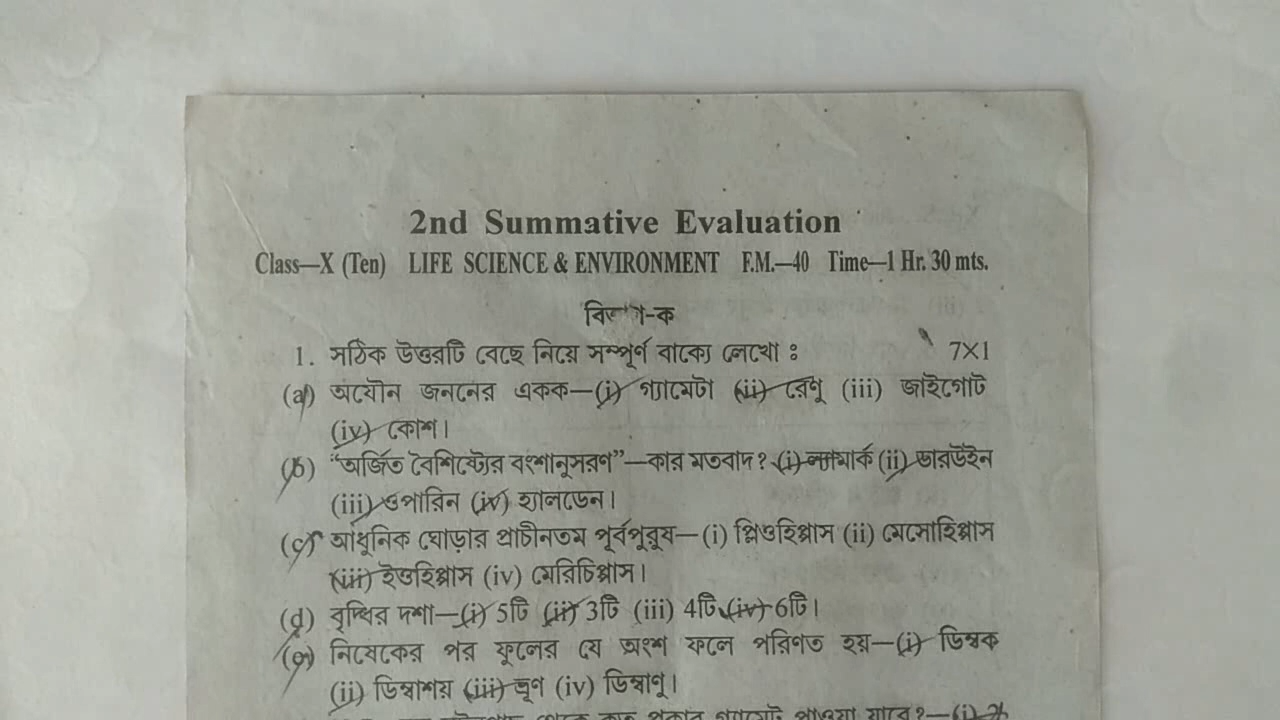 2nd Summative Evaluation
Class—X (Ten) LIFE SCIENCE & ENVIRONMENT F.M.—40 Time—1 Hr. 30 mts.
বিভাগ-ক
1. সঠিক উত্তরটি বেছে নিয়ে সম্পূর্ণ বাক্যে লেখো : 7×1
(a) অযৌন জননের একক—(i) গ্যামেটা (ii) রেণু (iii) জাইগোট
(iv) কোশ।
(b) “অর্জিত বৈশিষ্ট্যের বংশানুসরণ”—কার মতবাদ? (i) ল্যামার্ক (ii) ডারউইন
(iii) ওপারিন (iv) হ্যালডেন।
(c) আধুনিক ঘোড়ার প্রাচীনতম পূর্বপুরুষ—(i) প্লিওহিপ্পাস (ii) মেসোহিপ্পাস
(iii) ইওহিপ্পাস (iv) মেরিচিপ্পাস।
(d) বৃদ্ধির দশা—(i) 5টি (ii) 3টি (iii) 4টি (iv) 6টি।
(e) নিষেকের পর ফুলের যে অংশ ফলে পরিণত হয়—(i) ডিম্বক
(ii) ডিম্বাশয় (iii) ভ্রূণ (iv) ডিম্বাণু।